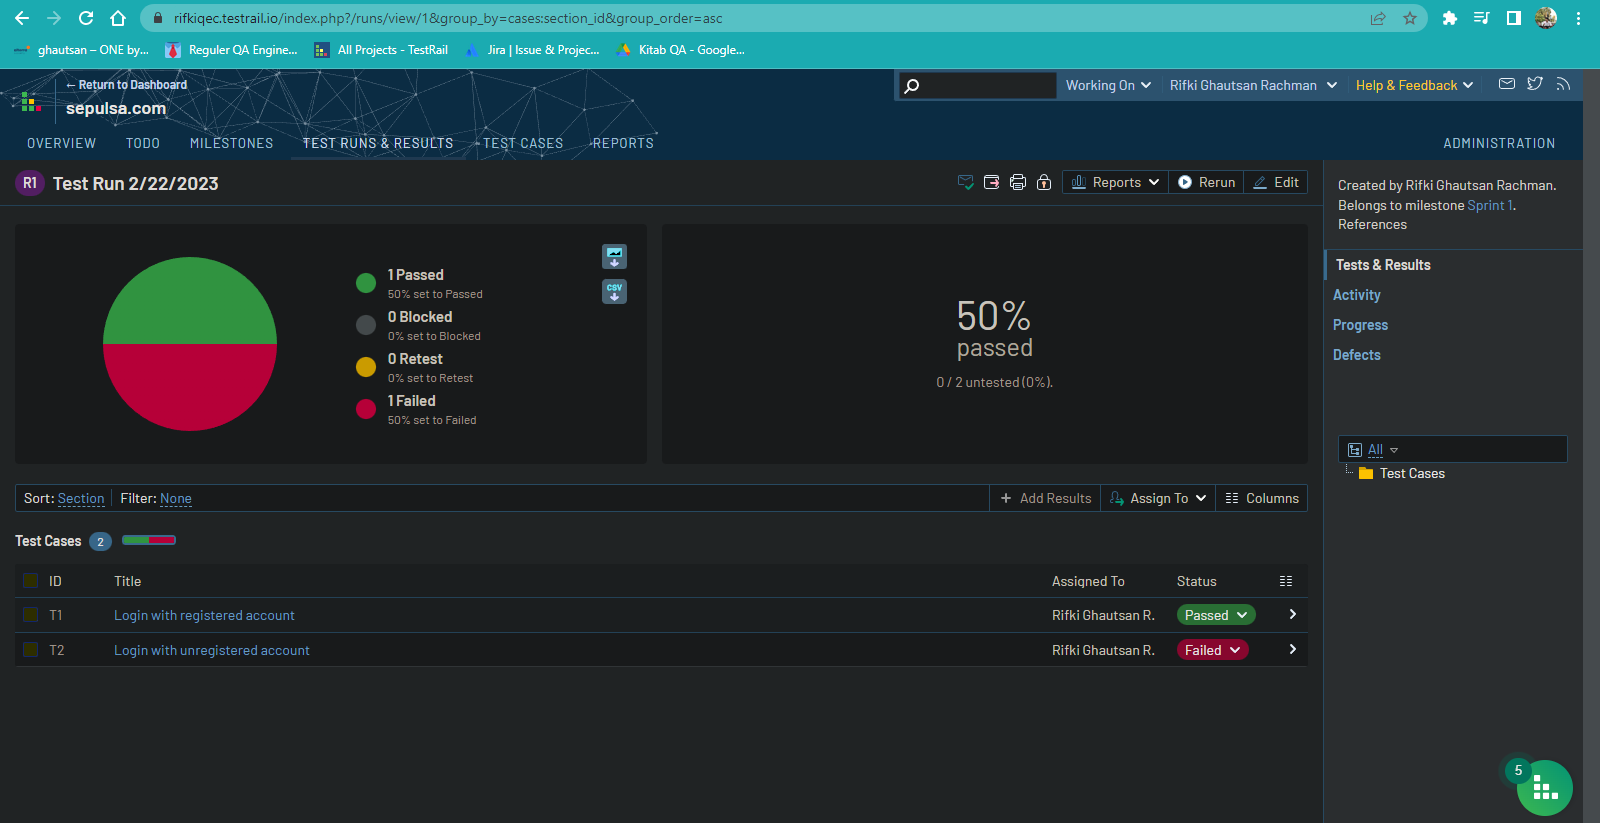 rifkiqec.testrail.io/index.php?/runs/view/1&group_by=cases:section_id&group_order=asc
ghautsan – ONE by... Reguler QA Engine... All Projects - TestRail Jira | Issue & Projec... Kitab QA - Google...
← Return to Dashboard
sepulsa.com
Working On Rifki Ghautsan Rachman Help & Feedback
OVERVIEW TODO MILESTONES TEST RUNS & RESULTS TEST CASES REPORTS ADMINISTRATION
R1 Test Run 2/22/2023
Reports Rerun Edit
Created by Rifki Ghautsan Rachman.
Belongs to milestone Sprint 1.
References
1 Passed
50% set to Passed
0 Blocked
0% set to Blocked
0 Retest
0% set to Retest
1 Failed
50% set to Failed
CSV
50%
passed
0 / 2 untested (0%).
Tests & Results
Activity
Progress
Defects
All
Test Cases
Sort: Section Filter: None
+ Add Results Assign To Columns
Test Cases 2
ID Title Assigned To Status
T1 Login with registered account Rifki Ghautsan R. Passed
T2 Login with unregistered account Rifki Ghautsan R. Failed
5